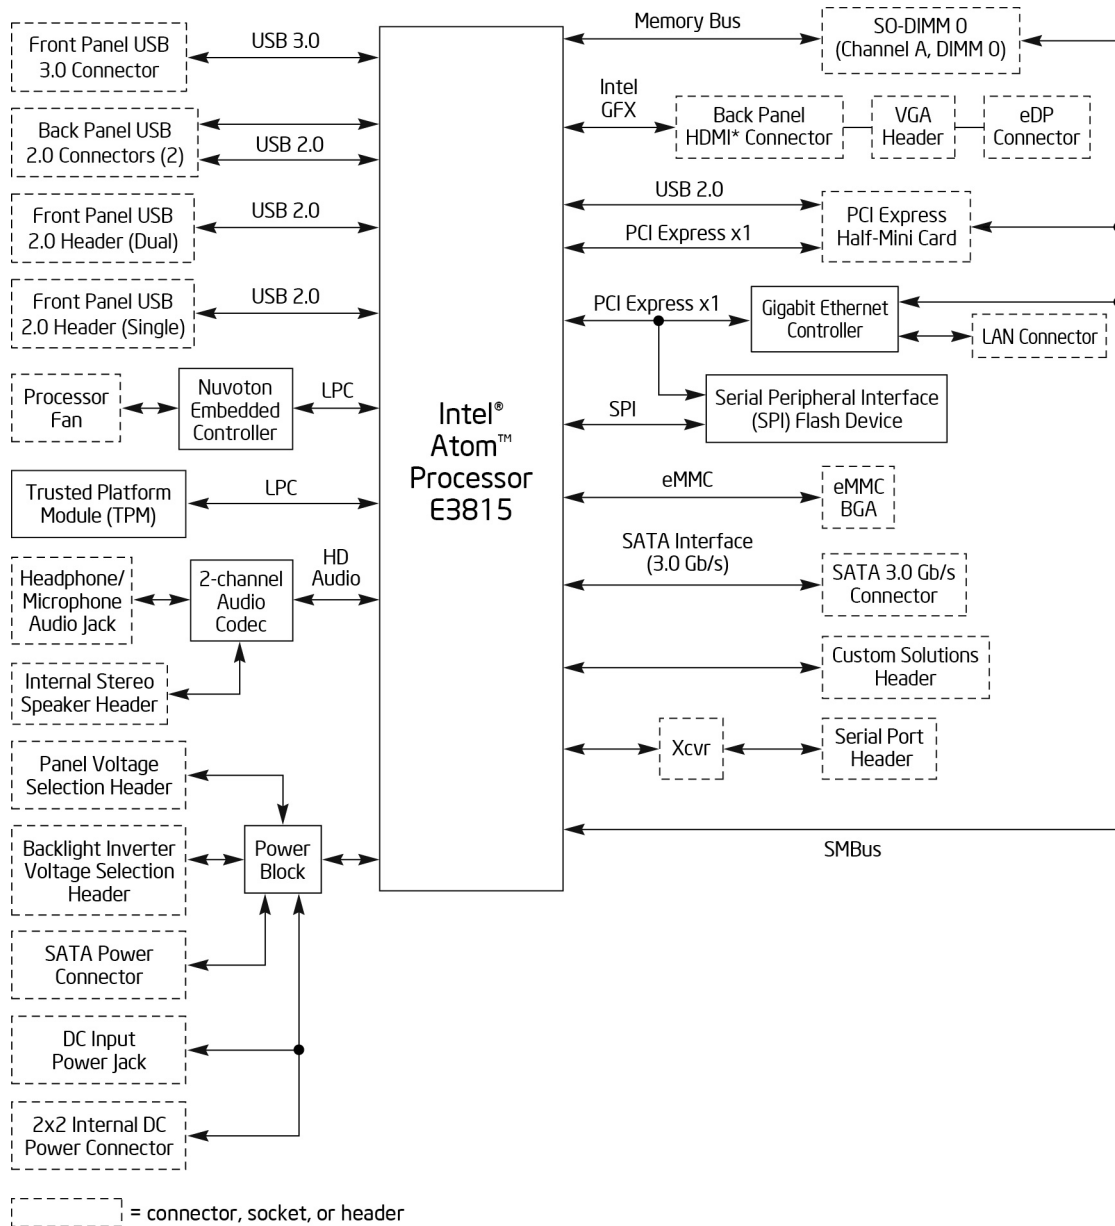 Front Panel USB
3.0 Connector
USB 3.0
Back Panel USB
2.0 Connectors (2)
USB 2.0
Front Panel USB
2.0 Header (Dual)
USB 2.0
Front Panel USB
2.0 Header (Single)
USB 2.0
Processor
Fan
Nuvoton
Embedded
Controller
LPC
Trusted Platform
Module (TPM)
LPC
Headphone/
Microphone
Audio Jack
2-channel
Audio
Codec
HD
Audio
Internal Stereo
Speaker Header
Panel Voltage
Selection Header
Backlight Inverter
Voltage Selection
Header
Power
Block
SATA Power
Connector
DC Input
Power Jack
2x2 Internal DC
Power Connector
Intel®
Atom™
Processor
E3815
Memory Bus
SO-DIMM 0
(Channel A, DIMM 0)
Intel
GFX
Back Panel
HDMI* Connector
VGA
Header
eDP
Connector
USB 2.0
PCI Express x1
PCI Express
Half-Mini Card
PCI Express x1
Gigabit Ethernet
Controller
LAN Connector
SPI
Serial Peripheral Interface
(SPI) Flash Device
eMMC
eMMC
BGA
SATA Interface
(3.0 Gb/s)
SATA 3.0 Gb/s
Connector
Custom Solutions
Header
Xcvr
Serial Port
Header
SMBus
= connector, socket, or header